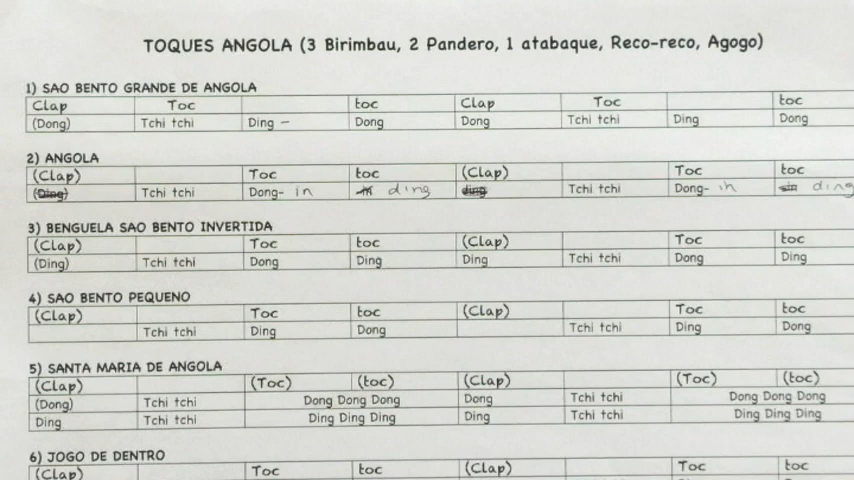 TOQUES ANGOLA (3 Birimbau, 2 Pandero, 1 atabaque, Reco-reco, Agogo)
1) SAO BENTO GRANDE DE ANGOLA
Clap Toc toc Clap Toc toc
(Dong) Tchi tchi Ding – Dong Dong Tchi tchi Ding Dong
2) ANGOLA
(Clap) Toc toc (Clap) Toc toc
(Ding) Tchi tchi Dong- in ding ding Tchi tchi Dong- in ding
3) BENGUELA SAO BENTO INVERTIDA
(Clap) Toc toc (Clap) Toc toc
(Ding) Tchi tchi Dong Ding Ding Tchi tchi Dong Ding
4) SAO BENTO PEQUENO
(Clap) Toc toc (Clap) Toc toc
Tchi tchi Ding Dong Tchi tchi Ding Dong
5) SANTA MARIA DE ANGOLA
(Clap) (Toc) (toc) (Clap) (Toc) (toc)
(Dong) Tchi tchi Dong Dong Dong Dong Tchi tchi Dong Dong Dong
Ding Tchi tchi Ding Ding Ding Ding Tchi tchi Ding Ding Ding
6) JOGO DE DENTRO
(Clap) Toc toc (Clap) Toc toc